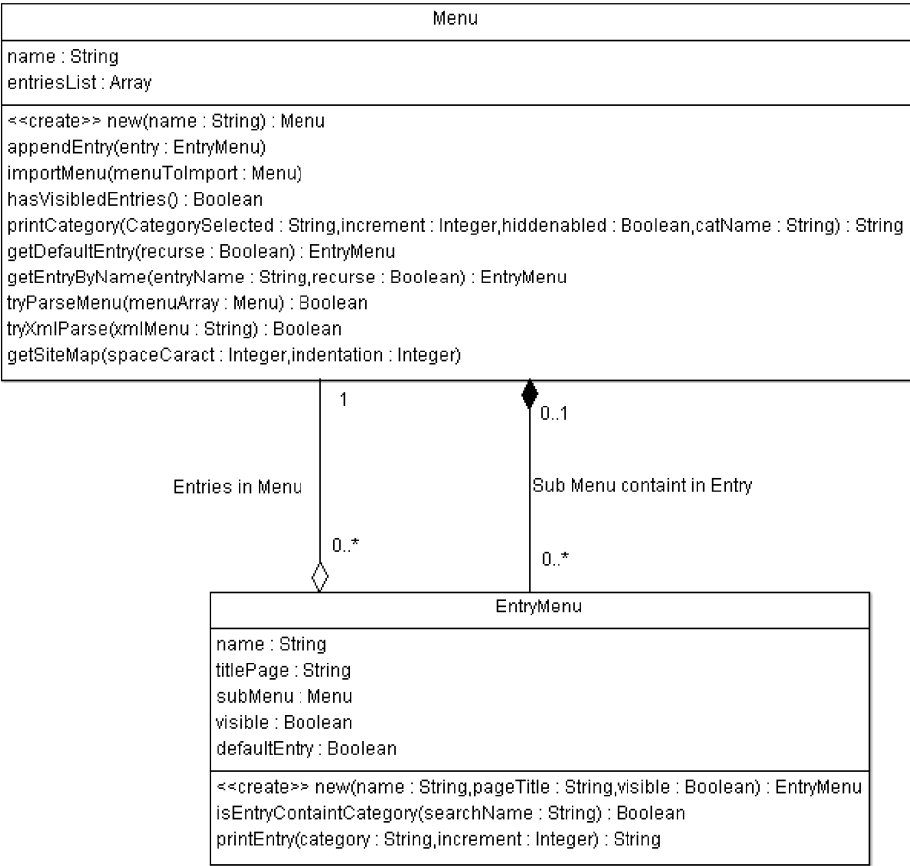 Menu
name : String
entriesList : Array
<<create>> new(name : String) : Menu
appendEntry(entry : EntryMenu)
importMenu(menuToImport : Menu)
hasVisibledEntries() : Boolean
printCategory(CategorySelected : String,increment : Integer,hiddenabled : Boolean,catName : String) : String
getDefaultEntry(recurse : Boolean) : EntryMenu
getEntryByName(entryName : String,recurse : Boolean) : EntryMenu
tryParseMenu(menuArray : Menu) : Boolean
tryXmlParse(xmlMenu : String) : Boolean
getSiteMap(spaceCaract : Integer,indentation : Integer)
1
0..1
Entries in Menu
Sub Menu containt in Entry
0..*
0..*
EntryMenu
name : String
titlePage : String
subMenu : Menu
visible : Boolean
defaultEntry : Boolean
<<create>> new(name : String,pageTitle : String,visible : Boolean) : EntryMenu
isEntryContaintCategory(searchName : String) : Boolean
printEntry(category : String,increment : Integer) : String